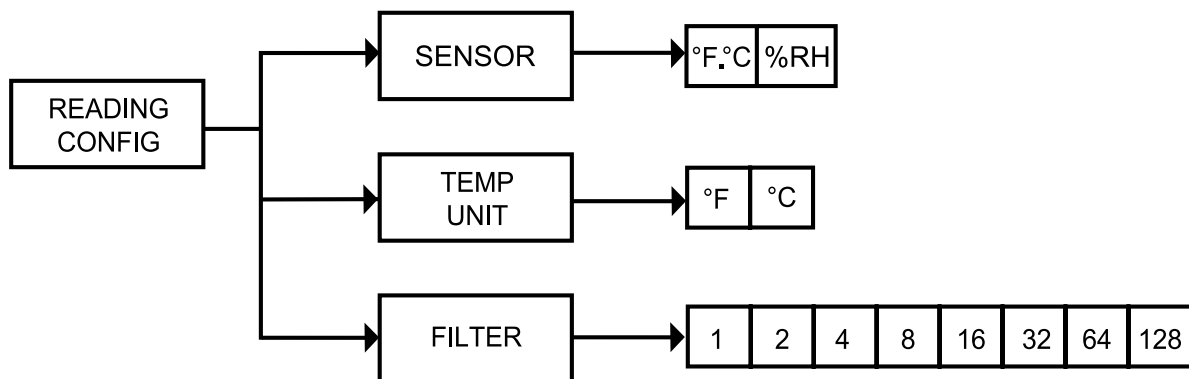 READING
CONFIG
SENSOR
°F.°C %RH
TEMP
UNIT
°F °C
FILTER
1 2 4 8 16 32 64 128